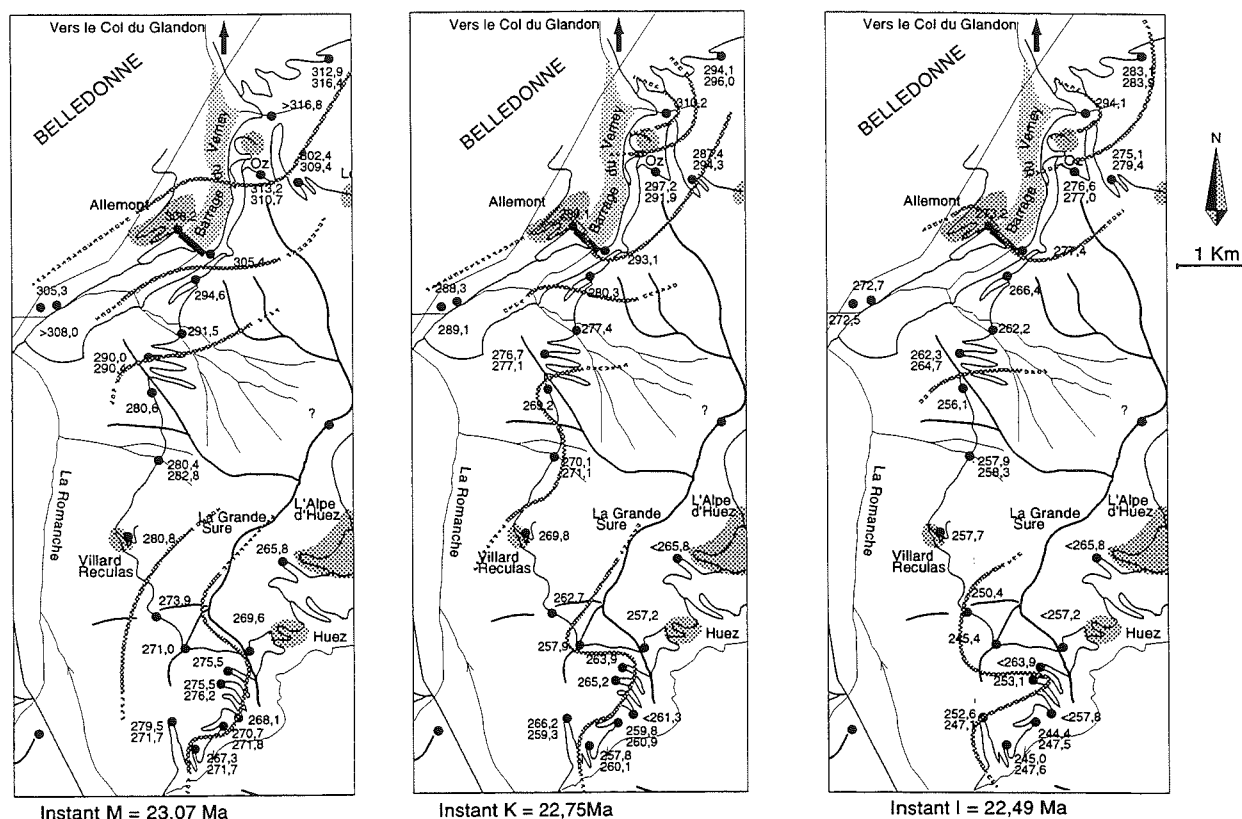 Vers le Col du Glandon
BELLEDONNE
312,9
316,4
>316,8
Barrage du Verney
302,4
309,4
Oz
313,2
310,7
Allemont
305,4
305,3
294,6
>308,0
291,5
290,0
290,4
280,6
?
280,4
282,8
La Romanche
La Grande
Sure
L'Alpe
d'Huez
280,8
265,8
Villard
Reculas
273,9
269,6
Huez
271,0
275,5
275,5
276,2
279,5
271,7
268,1
270,7
271,8
267,3
271,7
Instant M = 23,07 Ma
Vers le Col du Glandon
BELLEDONNE
294,1
296,0
310,2
Barrage du Verney
287,4
294,3
Oz
297,2
291,9
Allemont
293,1
288,3
280,3
289,1
277,4
276,7
277,1
269,2
?
270,1
271,1
La Romanche
La Grande
Sure
L'Alpe
d'Huez
269,8
<265,8
Villard
Reculas
262,7
257,2
Huez
257,9
263,9
265,2
266,2
259,3
<261,3
259,8
260,9
257,8
260,1
Instant K = 22,75Ma
Vers le Col du Glandon
BELLEDONNE
283,1
283,9
294,1
Barrage du Verney
275,1
279,4
Oz
276,6
277,0
Allemont
277,4
272,7
266,4
272,5
262,2
262,3
264,7
256,1
?
257,9
258,3
La Romanche
La Grande
Sure
L'Alpe
d'Huez
257,7
<265,8
Villard
Reculas
250,4
<257,2
Huez
245,4
<263,9
253,1
252,6
247,1
<257,8
244,4
247,5
245,0
247,6
Instant I = 22,49 Ma
N
1 Km